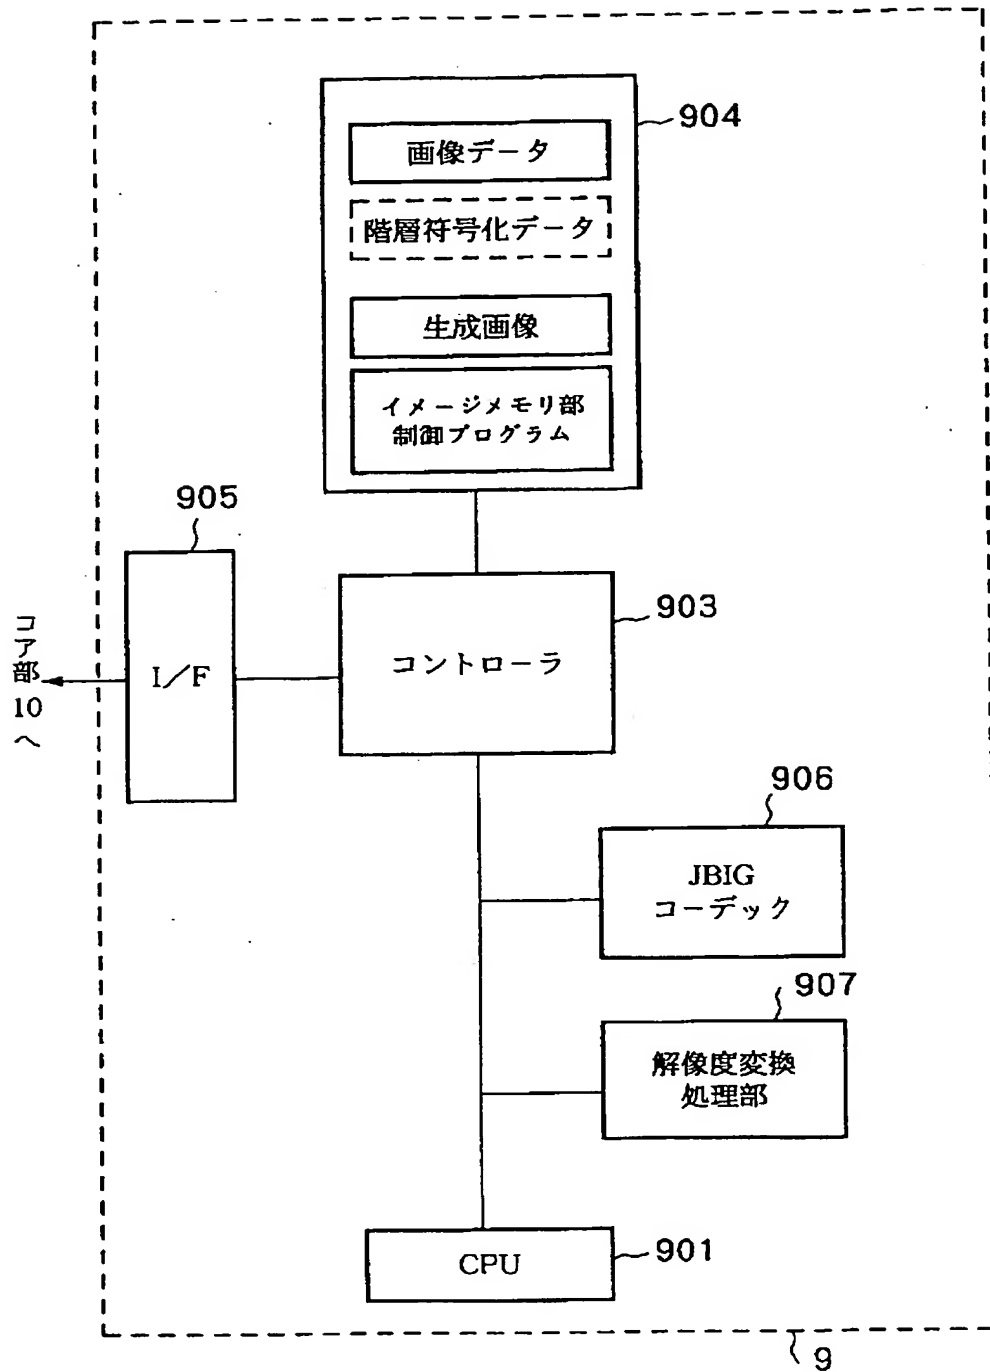 904
画像データ
階層符号化データ
生成画像
イメージメモリ部
制御プログラム
905
903
コア部10へ
I/F
コントローラ
906
JBIG
コーデック
907
解像度変換
処理部
CPU
901
9